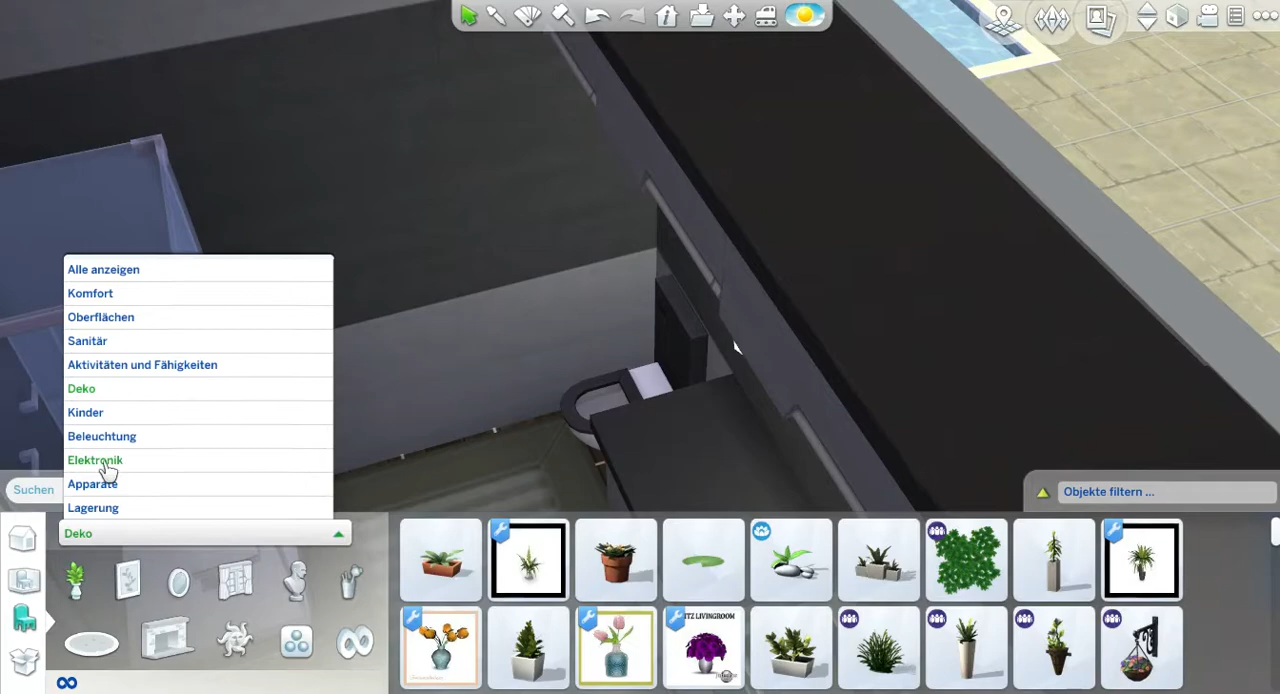 Alle anzeigen
Komfort
Oberflächen
Sanitär
Aktivitäten und Fähigkeiten
Deko
Kinder
Beleuchtung
Elektronik
Apparate
Suchen
Lagerung
Objekte filtern ...
Deko
LIVINGROOM